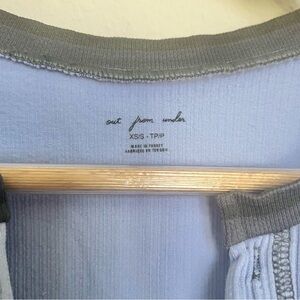 out from under
XS/S - TP/P
MADE IN TURKEY